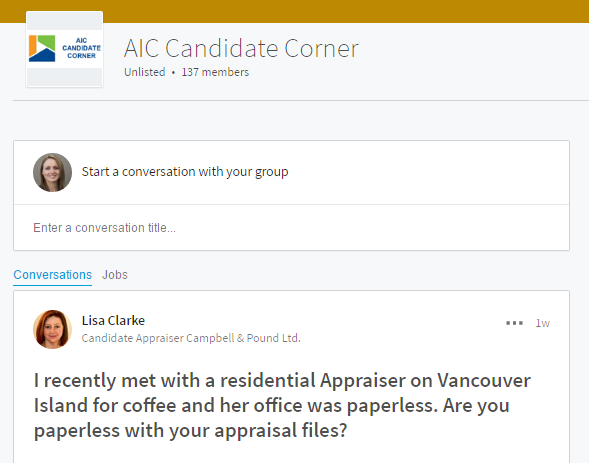 AIC
CANDIDATE
CORNER
AIC Candidate Corner
Unlisted • 137 members
Start a conversation with your group
Enter a conversation title...
Conversations Jobs
Lisa Clarke
1w
Candidate Appraiser Campbell & Pound Ltd.
I recently met with a residential Appraiser on Vancouver
Island for coffee and her office was paperless. Are you
paperless with your appraisal files?